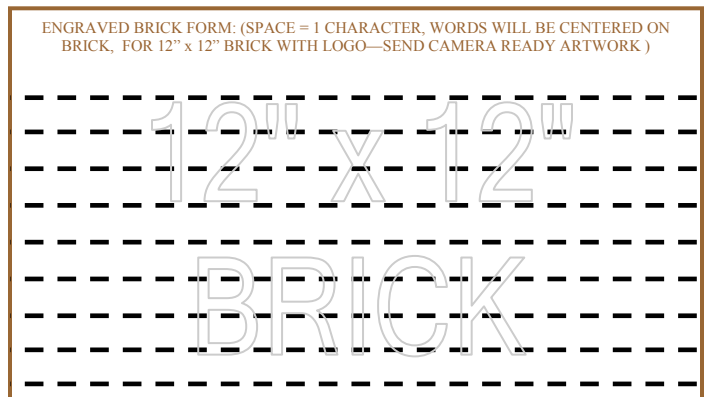 ENGRAVED BRICK FORM: (SPACE = 1 CHARACTER, WORDS WILL BE CENTERED ON
BRICK,  FOR 12” x 12” BRICK WITH LOGO—SEND CAMERA READY ARTWORK )
12" x 12"
BRICK